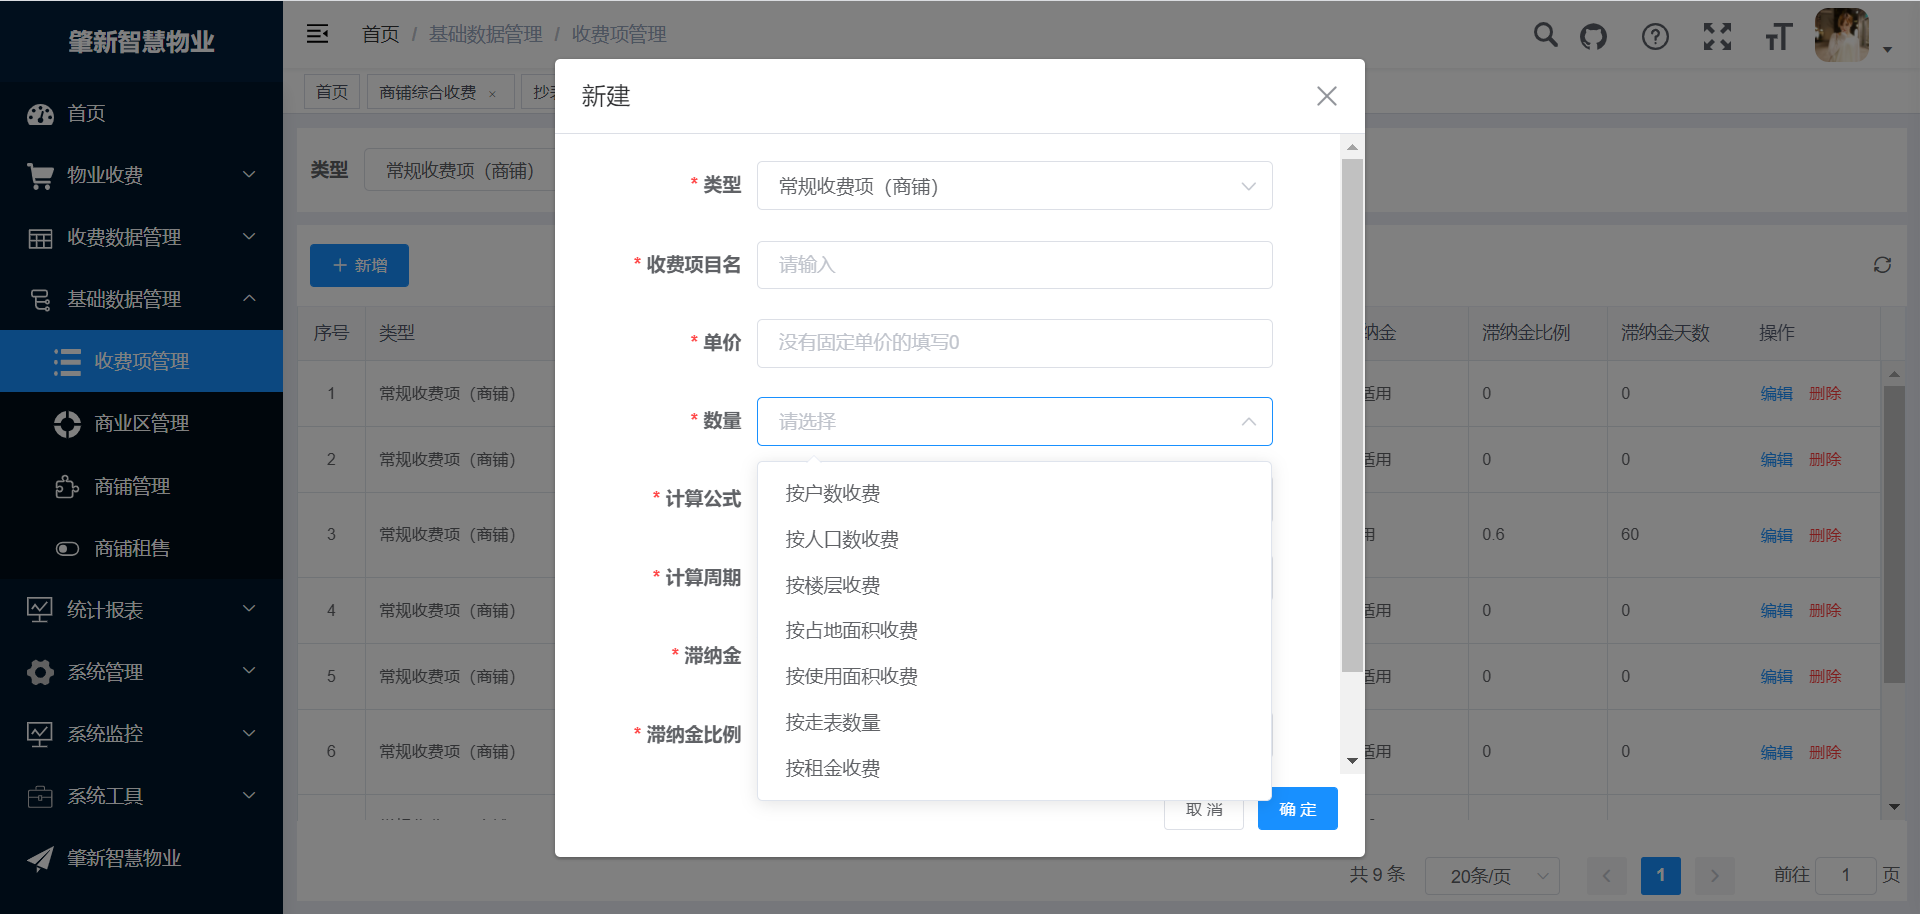 肇新智慧物业
首页
物业收费
收费数据管理
基础数据管理
收费项管理
商业区管理
商铺管理
商铺租售
统计报表
系统管理
系统监控
系统工具
肇新智慧物业
首页 / 基础数据管理 / 收费项管理
首页 商铺综合收费 ×
类型 常规收费项（商铺）
+ 新增
序号 类型 纳金 滞纳金比例 滞纳金天数 操作
1 常规收费项（商铺） 适用 0 0 编辑 删除
2 常规收费项（商铺） 适用 0 0 编辑 删除
3 常规收费项（商铺） 用 0.6 60 编辑 删除
4 常规收费项（商铺） 适用 0 0 编辑 删除
5 常规收费项（商铺） 适用 0 0 编辑 删除
6 常规收费项（商铺） 适用 0 0 编辑 删除
共 9 条 20条/页 1 前往 1 页
新建
* 类型 常规收费项（商铺）
* 收费项目名 请输入
* 单价 没有固定单价的填写0
* 数量 请选择
* 计算公式
* 计算周期
* 滞纳金
* 滞纳金比例
按户数收费
按人口数收费
按楼层收费
按占地面积收费
按使用面积收费
按走表数量
按租金收费
取 消 确 定